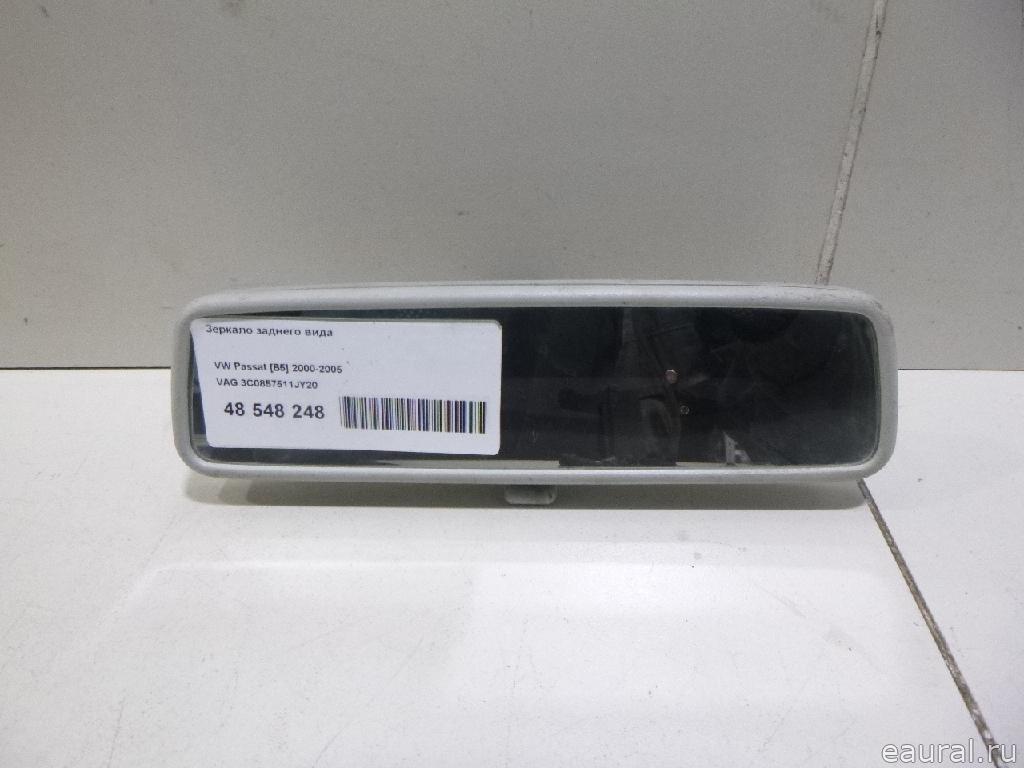 Зеркало заднего вида
VW Passat [B5] 2000-2005
VAG 3C0857511JY20
48 548 248
eaural.ru